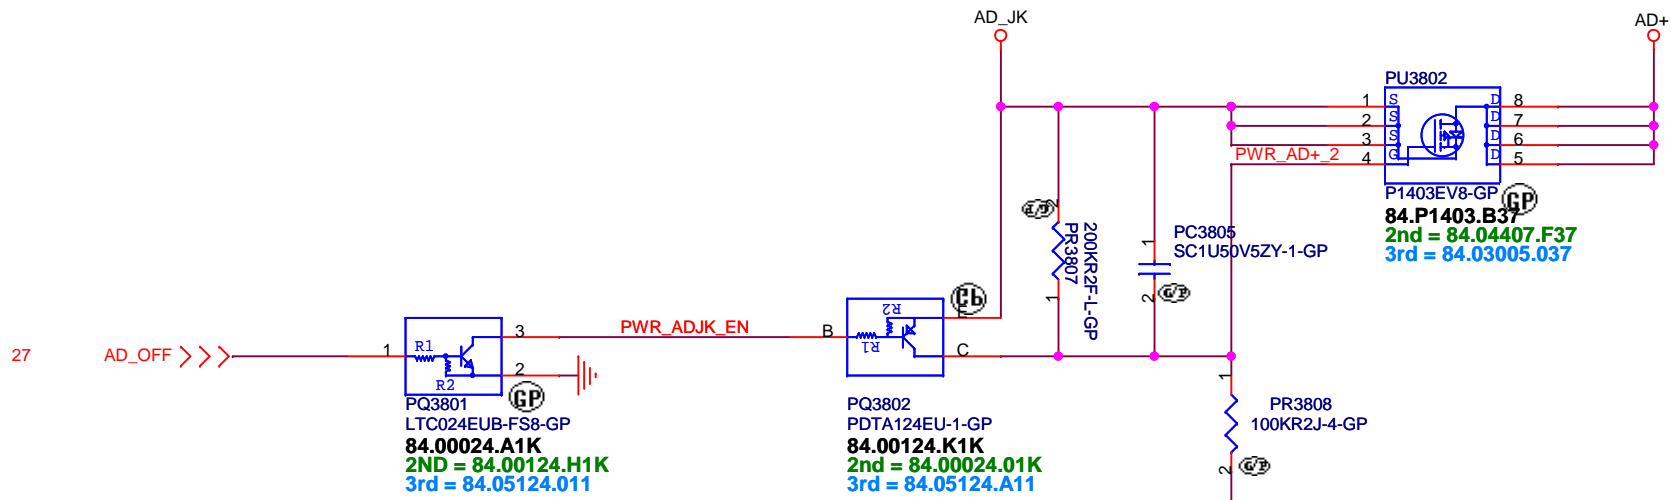 AD_JK
AD+
PU3802
1 S D 8
2 S D 7
3 S D 6
PWR_AD+_2 4 G D 5
P1403EV8-GP
GP
84.P1403.B37
2nd = 84.04407.F37
3rd = 84.03005.037
2
PR3807
200KR2F-L-GP
1
G/P
1
PC3805
SC1U50V5ZY-1-GP
2
G/P
27 AD_OFF
1 R1 R2 3 2
GP
PQ3801
LTC024EUB-FS8-GP
84.00024.A1K
2ND = 84.00124.H1K
3rd = 84.05124.011
PWR_ADJK_EN
B R1 R2 E C
PQ3802
PDTA124EU-1-GP
84.00124.K1K
2nd = 84.00024.01K
3rd = 84.05124.A11
1
PR3808
100KR2J-4-GP
2
G/P